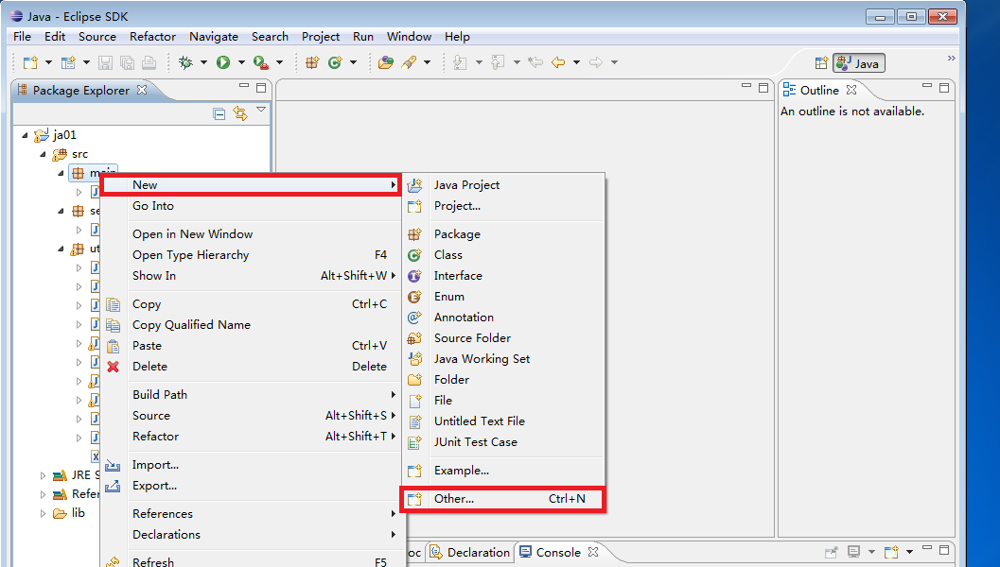 Java - Eclipse SDK
File Edit Source Refactor Navigate Search Project Run Window Help
Java
Package Explorer
Outline
An outline is not available.
ja01
src
New
Go Into
Open in New Window
Open Type Hierarchy F4
Show In Alt+Shift+W
Copy Ctrl+C
Copy Qualified Name
Paste Ctrl+V
Delete Delete
Build Path
Source Alt+Shift+S
Refactor Alt+Shift+T
Import...
Export...
References
Declarations
Refresh F5
Java Project
Project...
Package
Class
Interface
Enum
Annotation
Source Folder
Java Working Set
Folder
File
Untitled Text File
JUnit Test Case
Example...
Other... Ctrl+N
JRE S
Refer
lib
oc
Declaration
Console